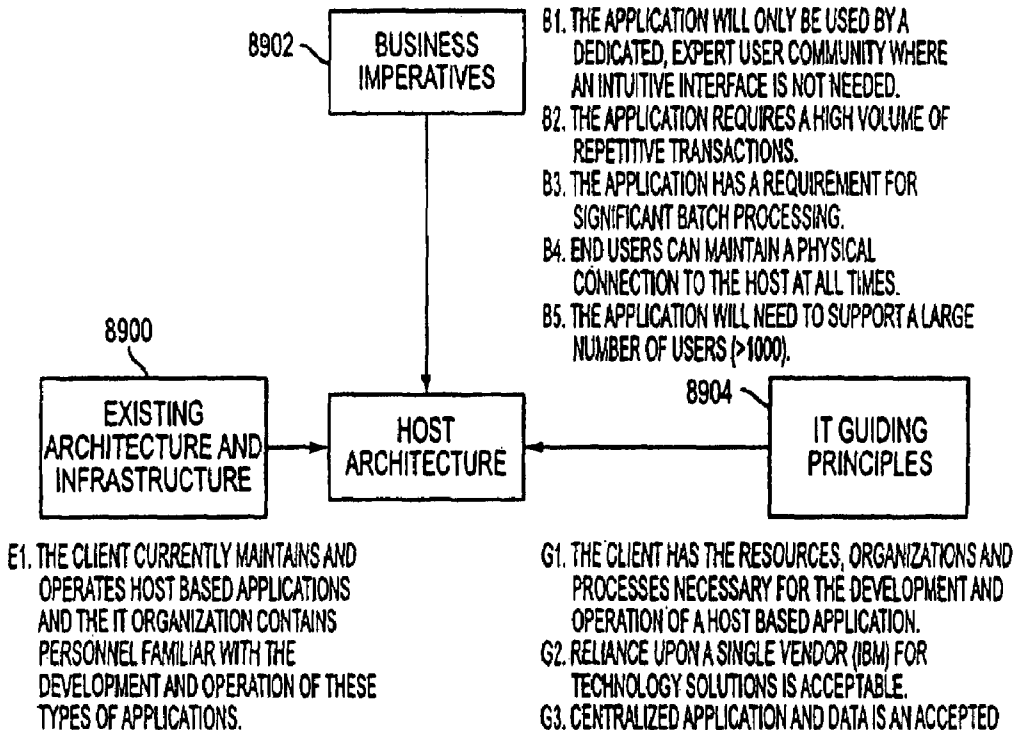 8902
BUSINESS
IMPERATIVES
B1. THE APPLICATION WILL ONLY BE USED BY A
DEDICATED, EXPERT USER COMMUNITY WHERE
AN INTUITIVE INTERFACE IS NOT NEEDED.
B2. THE APPLICATION REQUIRES A HIGH VOLUME OF
REPETITIVE TRANSACTIONS.
B3. THE APPLICATION HAS A REQUIREMENT FOR
SIGNIFICANT BATCH PROCESSING.
B4. END USERS CAN MAINTAIN A PHYSICAL
CONNECTION TO THE HOST AT ALL TIMES.
B5. THE APPLICATION WILL NEED TO SUPPORT A LARGE
NUMBER OF USERS (>1000).
8900
EXISTING
ARCHITECTURE AND
INFRASTRUCTURE
HOST
ARCHITECTURE
8904
IT GUIDING
PRINCIPLES
E1. THE CLIENT CURRENTLY MAINTAINS AND
OPERATES HOST BASED APPLICATIONS
AND THE IT ORGANIZATION CONTAINS
PERSONNEL FAMILIAR WITH THE
DEVELOPMENT AND OPERATION OF THESE
TYPES OF APPLICATIONS.
G1. THE CLIENT HAS THE RESOURCES, ORGANIZATIONS AND
PROCESSES NECESSARY FOR THE DEVELOPMENT AND
OPERATION OF A HOST BASED APPLICATION.
G2. RELIANCE UPON A SINGLE VENDOR (IBM) FOR
TECHNOLOGY SOLUTIONS IS ACCEPTABLE.
G3. CENTRALIZED APPLICATION AND DATA IS AN ACCEPTED